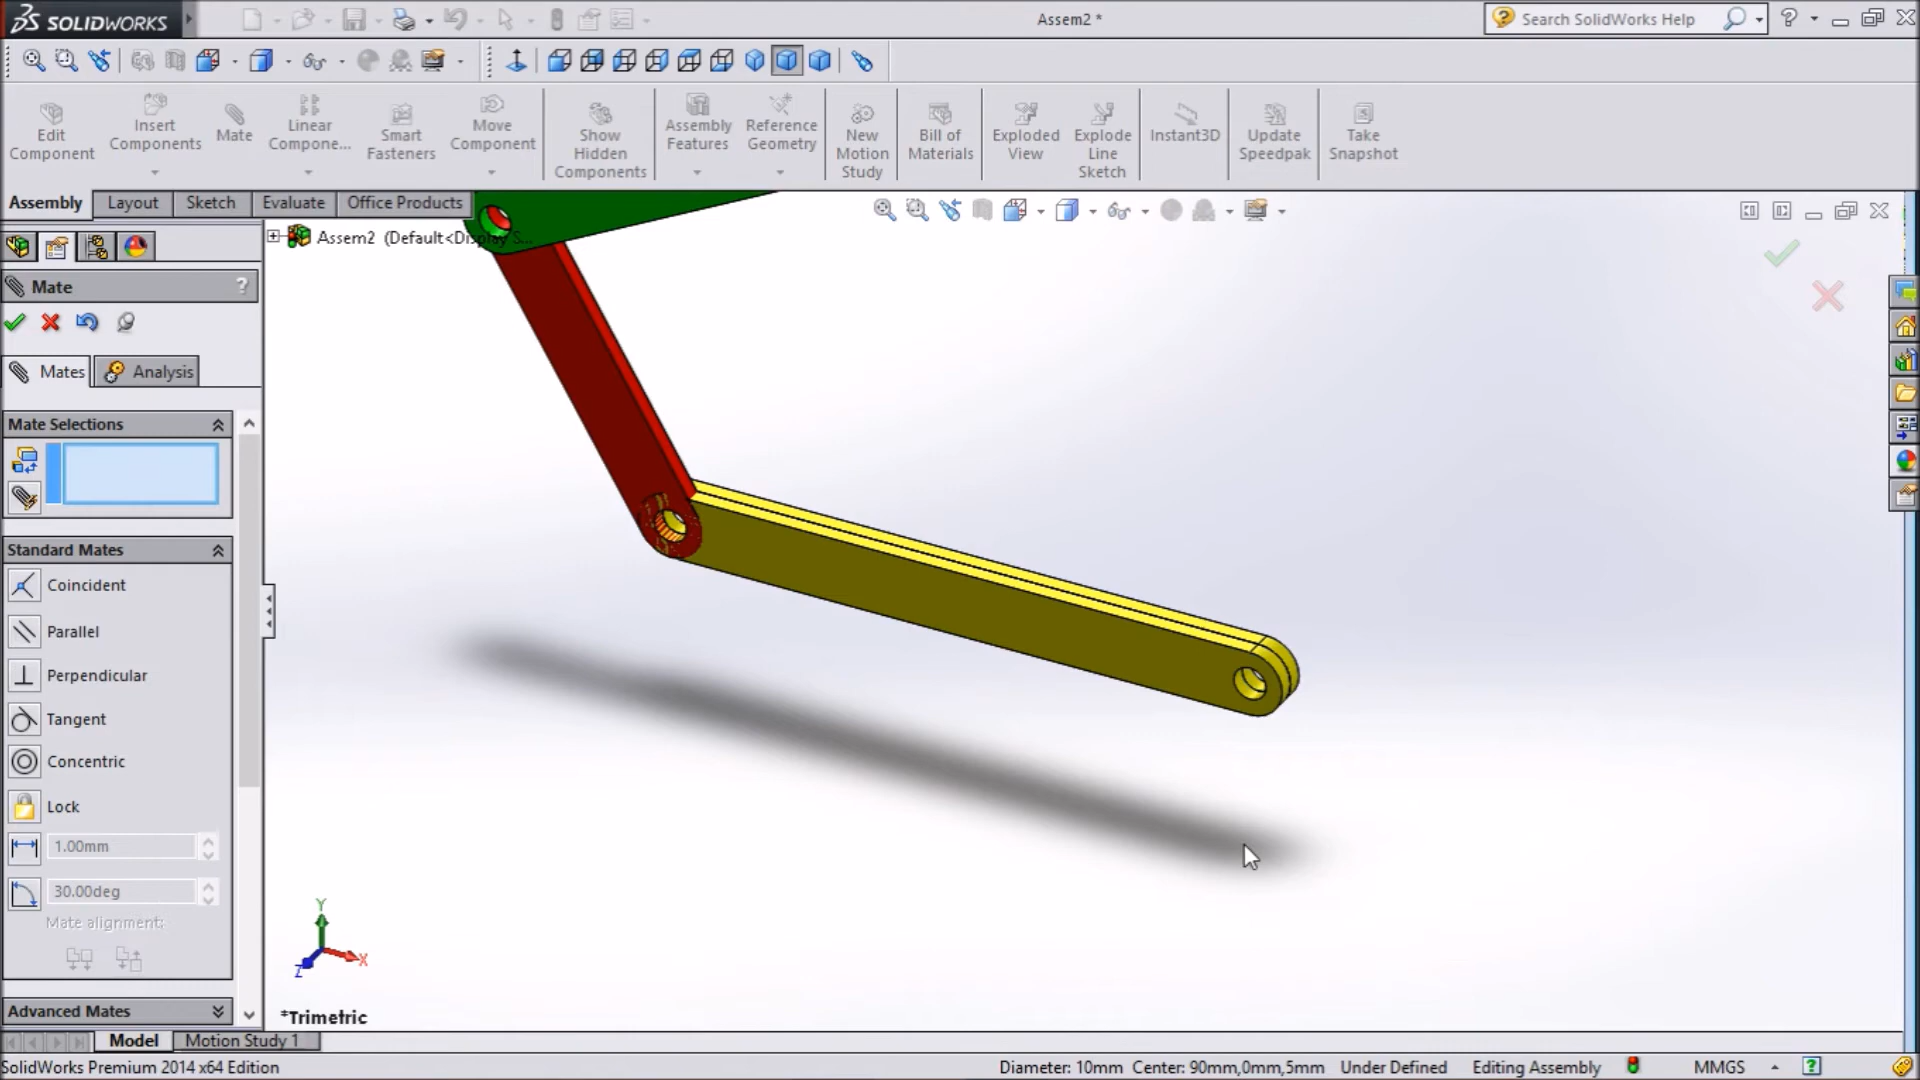 SOLIDWORKS
Assem2 *
Search SolidWorks Help
Edit Component
Insert Components
Mate
Linear Compone...
Smart Fasteners
Move Component
Show Hidden Components
Assembly Features
Reference Geometry
New Motion Study
Bill of Materials
Exploded View
Explode Line Sketch
Instant3D
Update Speedpak
Take Snapshot
Assembly
Layout
Sketch
Evaluate
Office Products
Assem2 (Default<Display S...
Mate
?
Mates
Analysis
Mate Selections
Standard Mates
Coincident
Parallel
Perpendicular
Tangent
Concentric
Lock
1.00mm
30.00deg
Mate alignment:
Advanced Mates
Y
X
Z
*Trimetric
Model
Motion Study 1
SolidWorks Premium 2014 x64 Edition
Diameter: 10mm Center: 90mm,0mm,5mm
Under Defined
Editing Assembly
MMGS
?